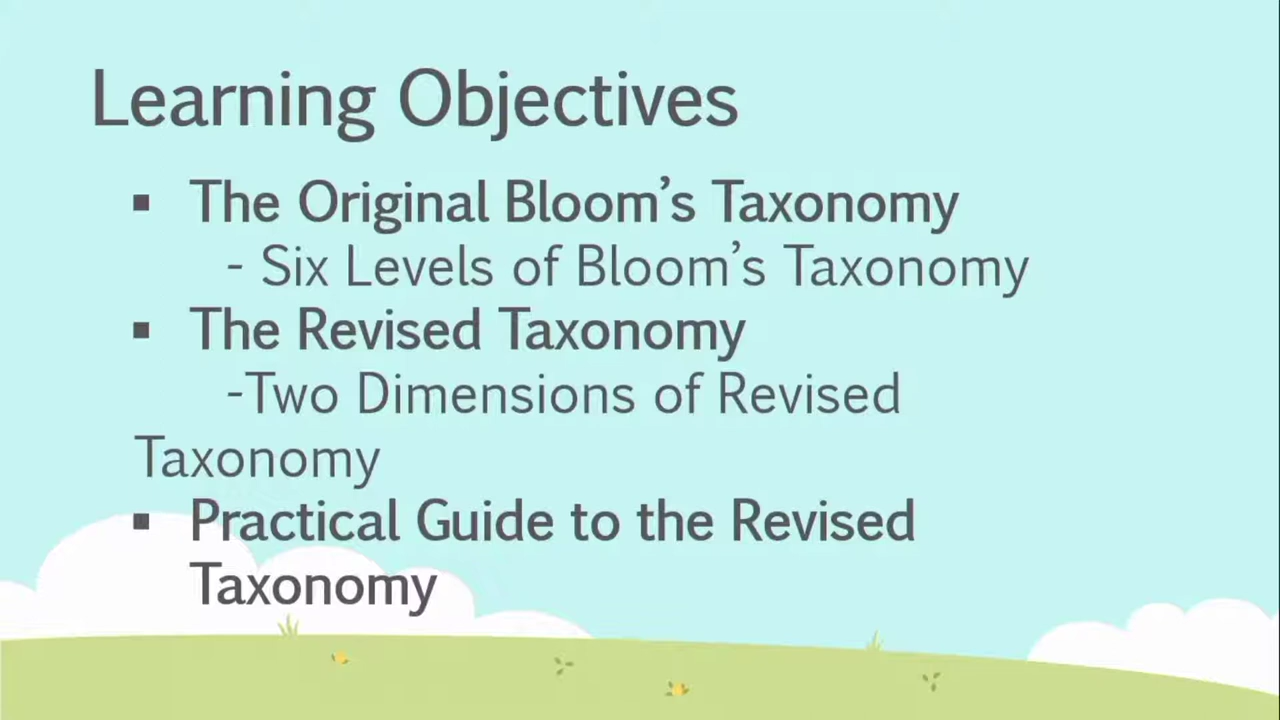 Learning Objectives
▪ The Original Bloom’s Taxonomy
- Six Levels of Bloom’s Taxonomy
▪ The Revised Taxonomy
-Two Dimensions of Revised
Taxonomy
▪ Practical Guide to the Revised
Taxonomy